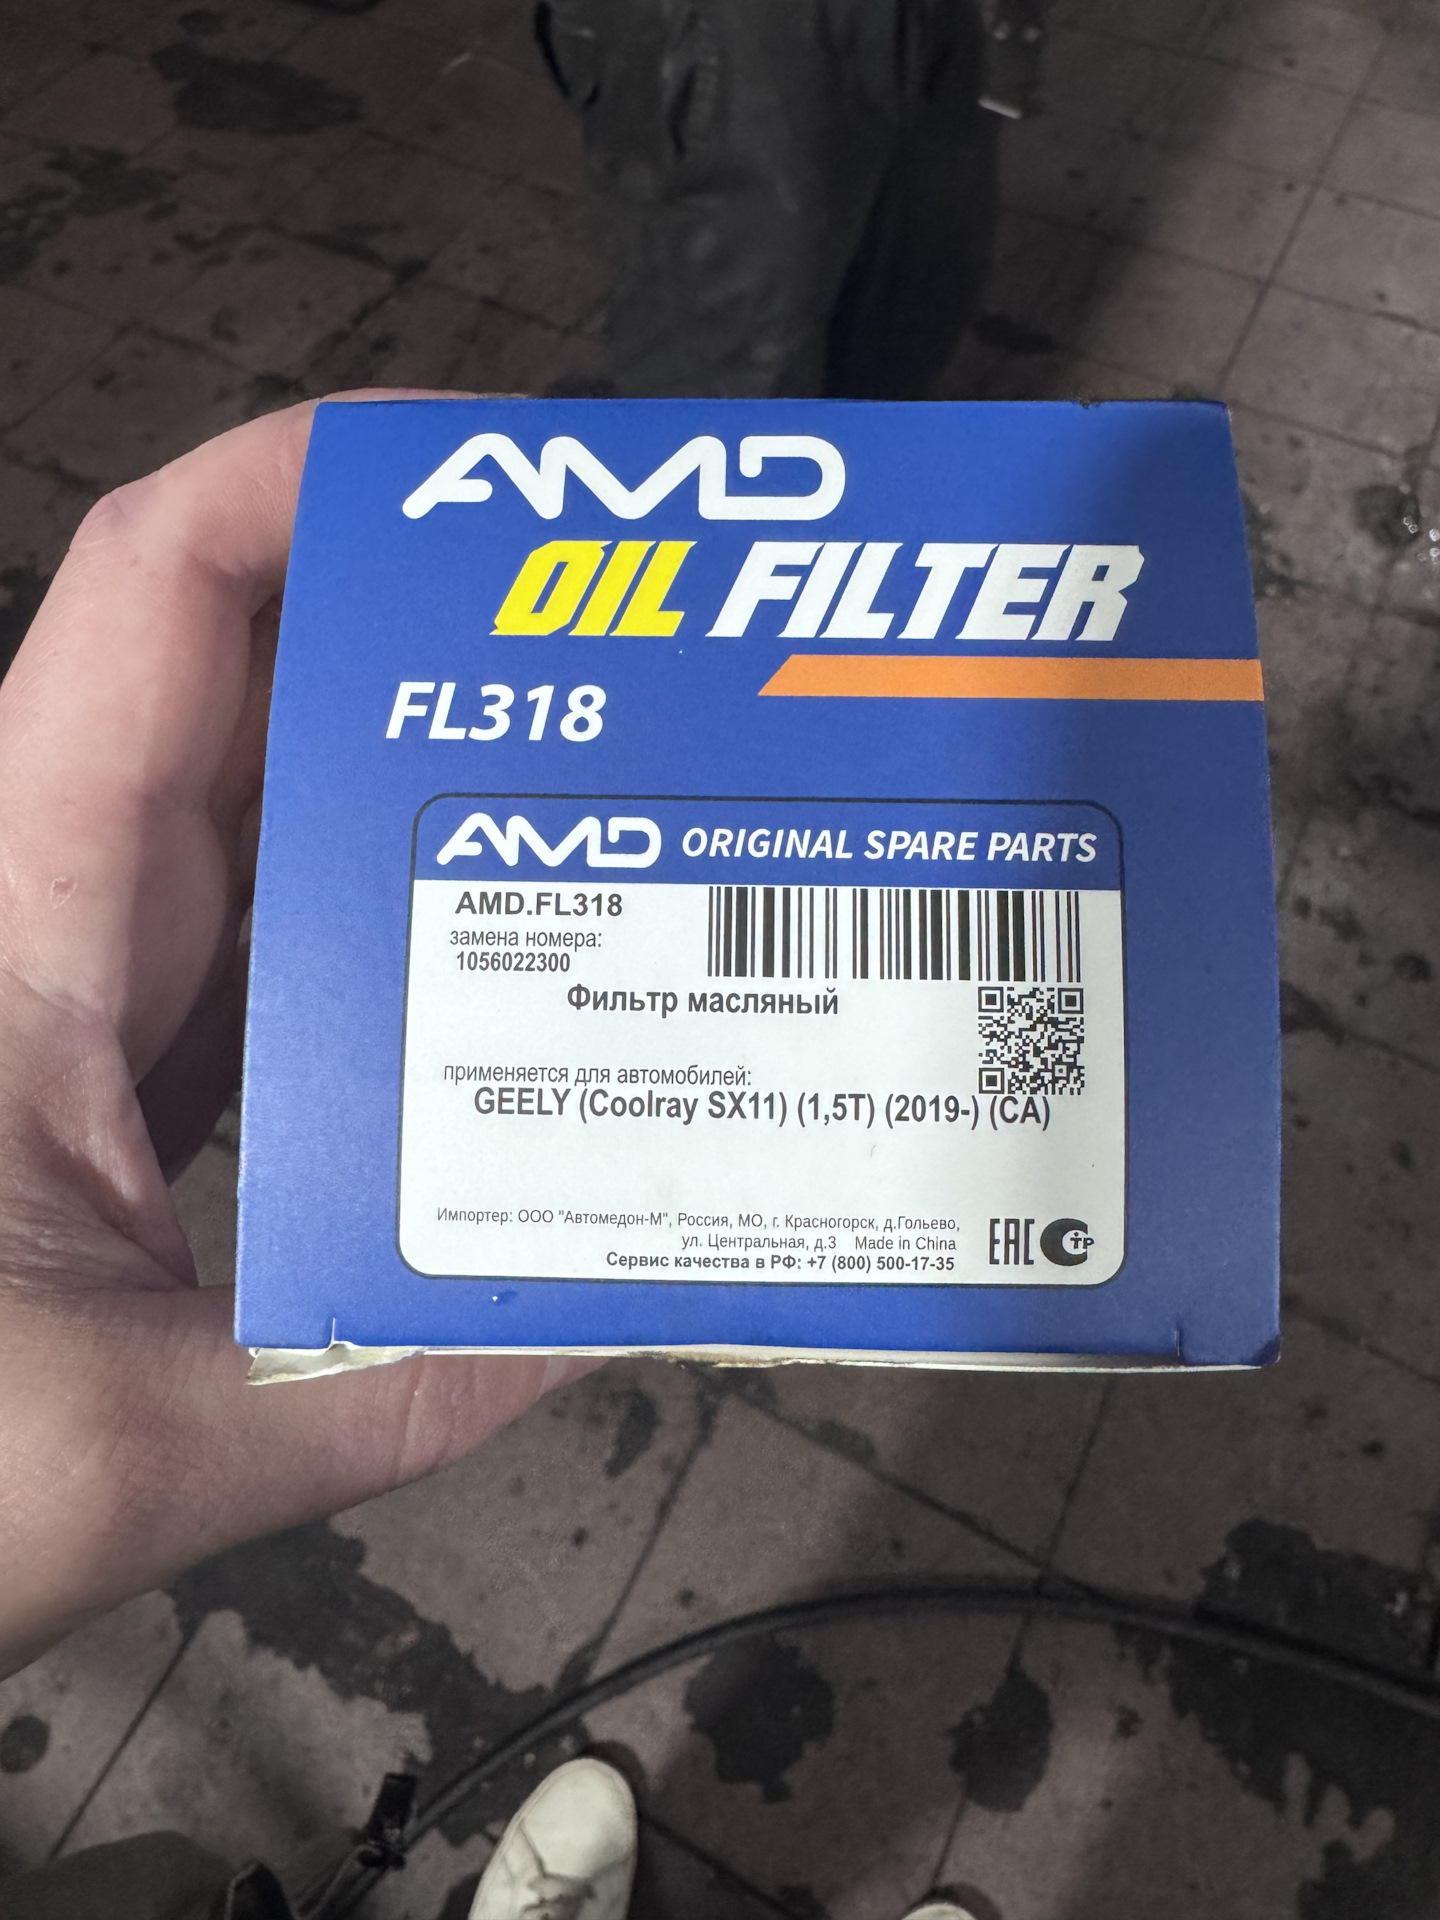 AMD
OIL FILTER
FL318
AMD ORIGINAL SPARE PARTS
AMD.FL318
замена номера:
1056022300
Фильтр масляный
применяется для автомобилей:
GEELY (Coolray SX11) (1,5T) (2019-) (CA)
Импортер: ООО "Автомедон-М", Россия, МО, г. Красногорск, д.Гольево,
ул. Центральная, д.3 Made in China
Сервис качества в РФ: +7 (800) 500-17-35
EAC
СТР